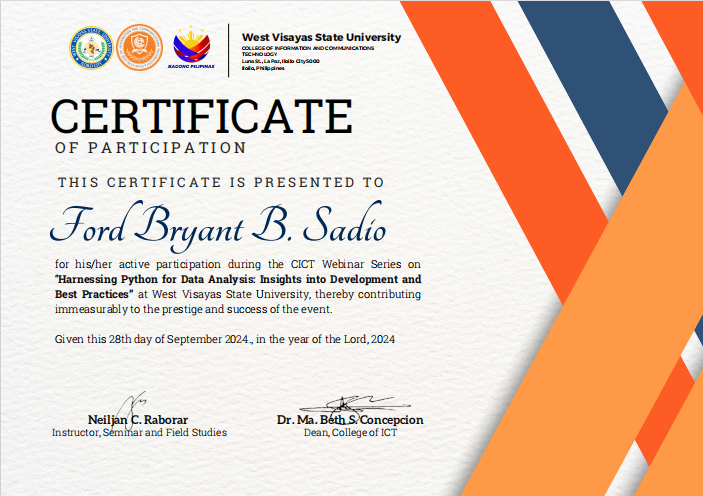 West Visayas State University
COLLEGE OF INFORMATION AND COMMUNICATIONS
TECHNOLOGY
Luna St., La Paz, Iloilo City 5000
Iloilo, Philippines
BAGONG PILIPINAS
CERTIFICATE
OF PARTICIPATION
THIS CERTIFICATE IS PRESENTED TO
Ford Bryant B. Sadio
for his/her active participation during the CICT Webinar Series on
"Harnessing Python for Data Analysis: Insights into Development and
Best Practices" at West Visayas State University, thereby contributing
immeasurably to the prestige and success of the event.
Given this 28th day of September 2024., in the year of the Lord, 2024
Neiljan C. Raborar
Instructor, Seminar and Field Studies
Dr. Ma. Beth S. Concepcion
Dean, College of ICT